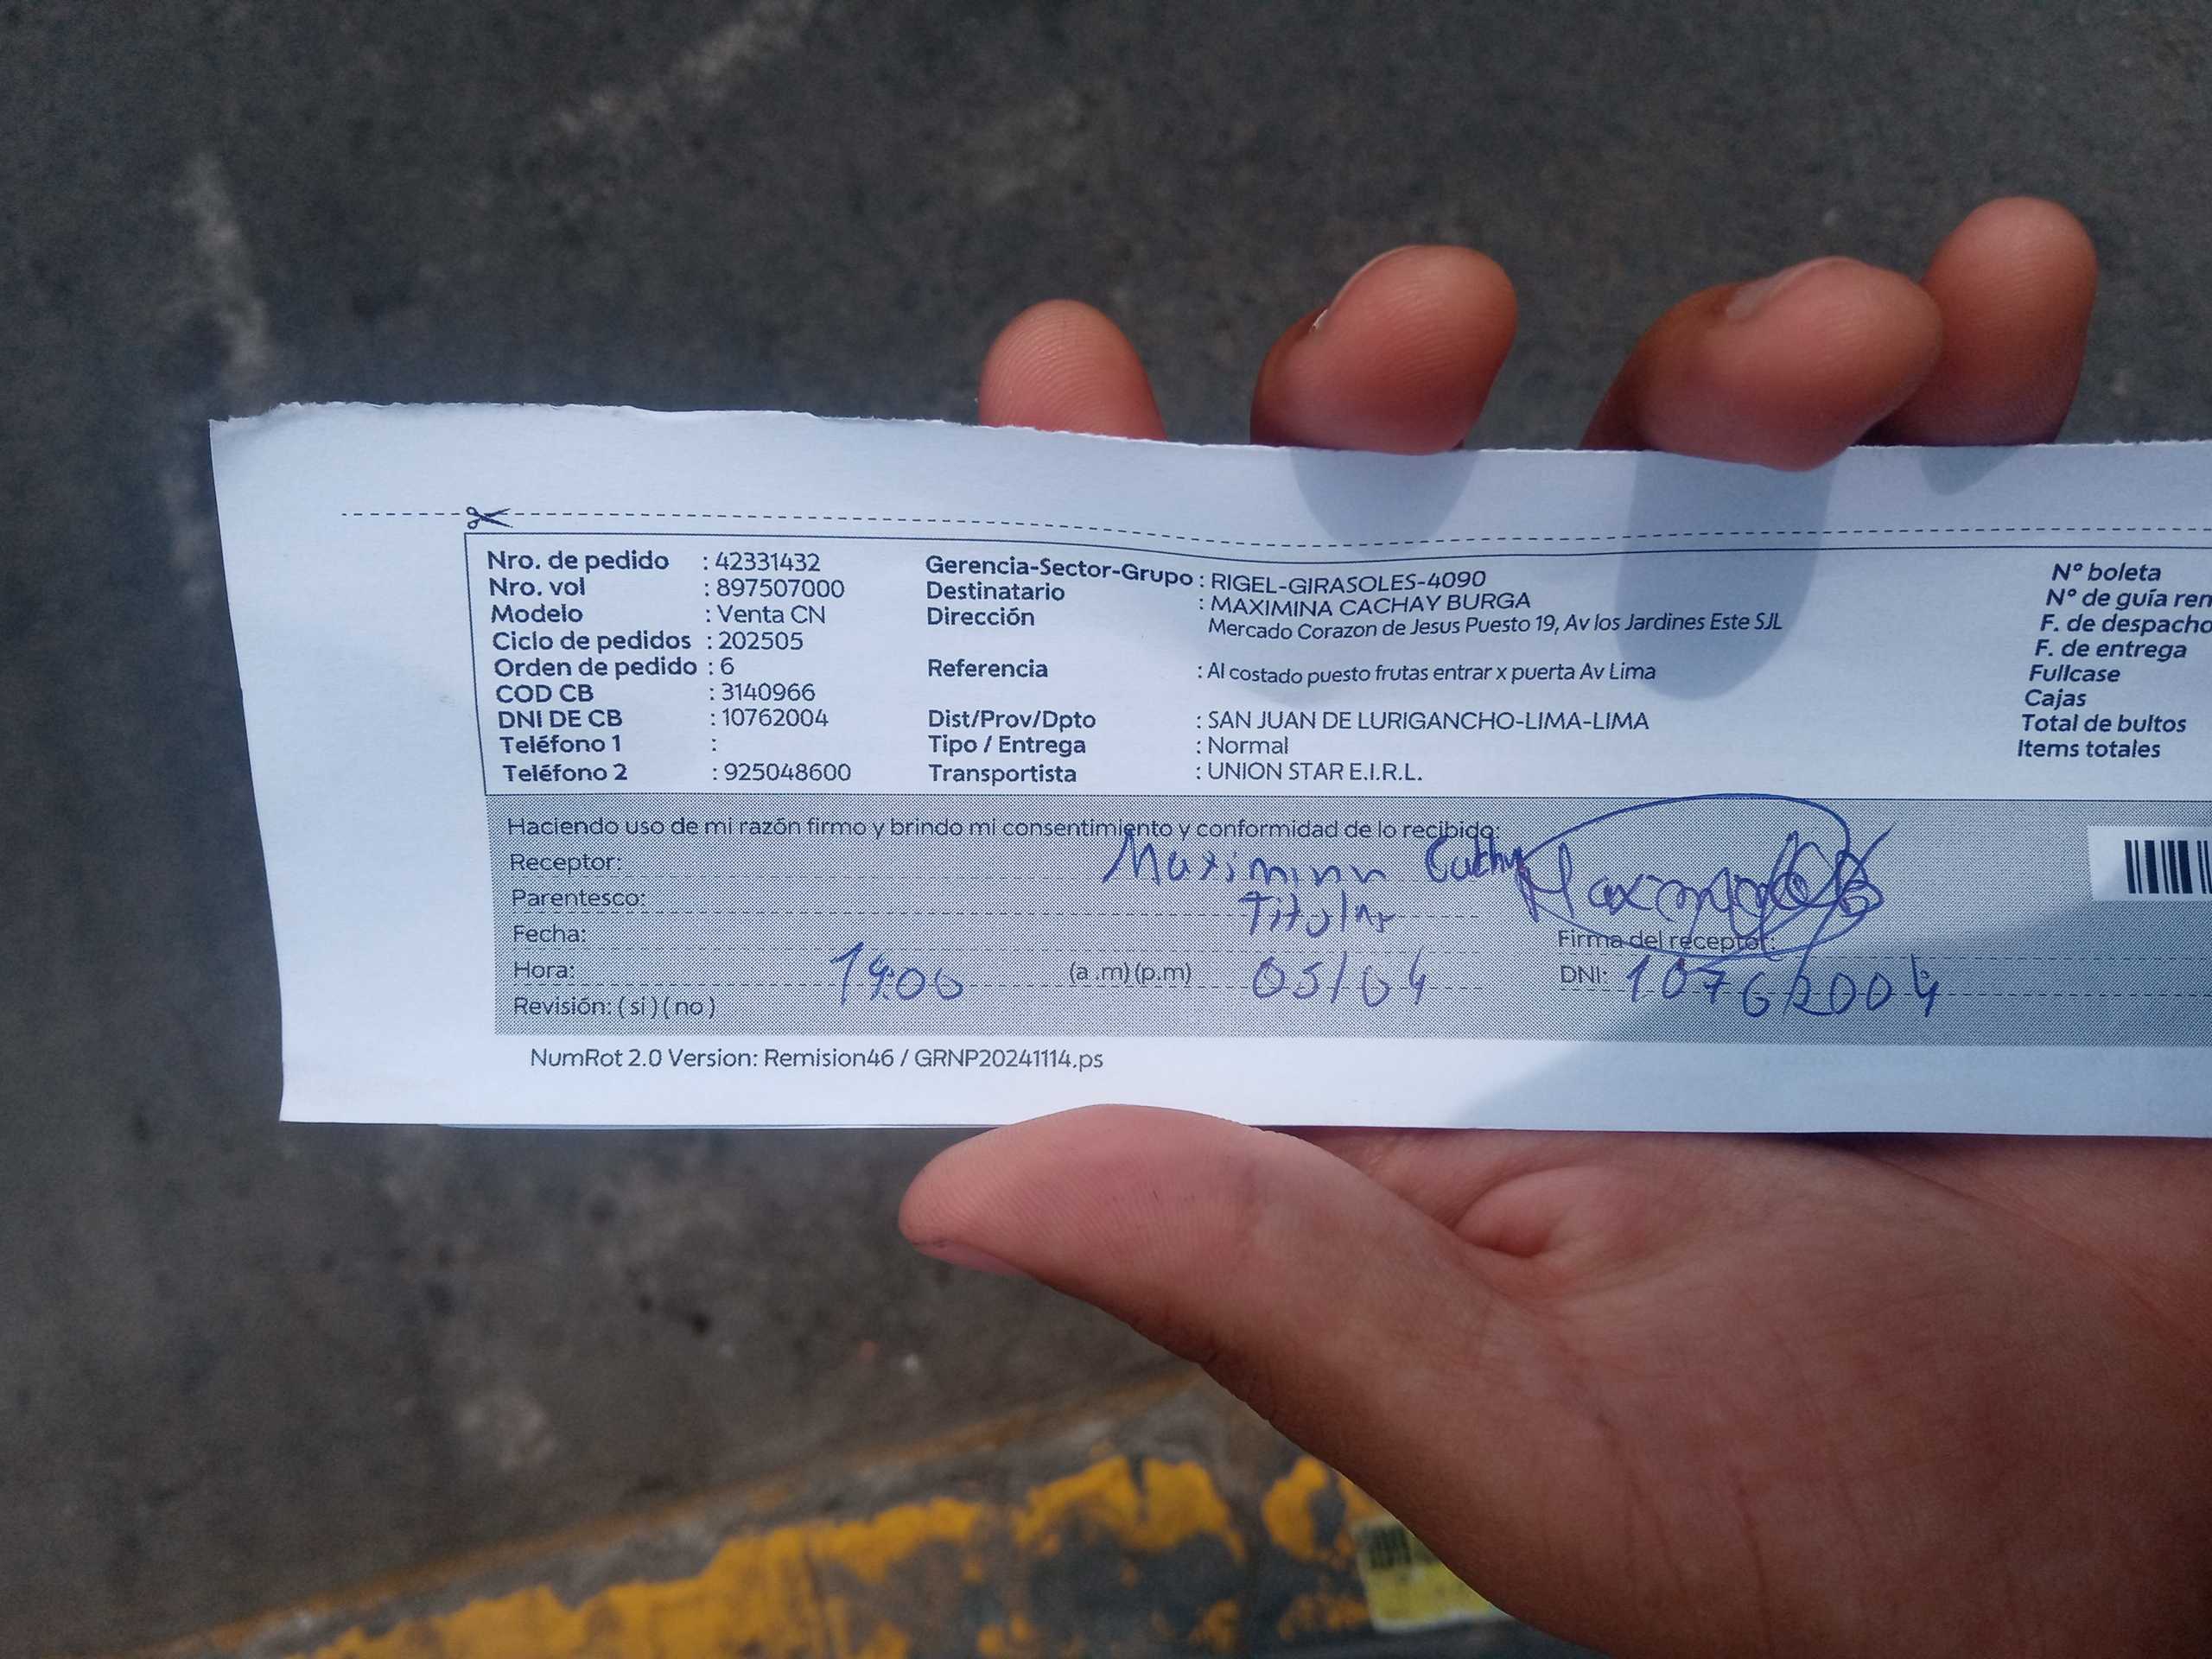 Nro. de pedido : 42331432
Nro. vol : 897507000
Modelo : Venta CN
Ciclo de pedidos : 202505
Orden de pedido : 6
COD CB : 3140966
DNI DE CB : 10762004
Teléfono 1 :
Teléfono 2 : 925048600
Gerencia-Sector-Grupo : RIGEL-GIRASOLES-4090
Destinatario : MAXIMINA CACHAY BURGA
Dirección Mercado Corazon de Jesus Puesto 19, Av los Jardines Este SJL
Referencia : Al costado puesto frutas entrar x puerta Av Lima
Dist/Prov/Dpto : SAN JUAN DE LURIGANCHO-LIMA-LIMA
Tipo / Entrega : Normal
Transportista : UNION STAR E.I.R.L.
N° boleta
N° de guía rem
F. de despacho
F. de entrega
Fullcase
Cajas
Total de bultos
Items totales
Haciendo uso de mi razón firmo y brindo mi consentimiento y conformidad de lo recibido:
Receptor:
Parentesco: Titular
Fecha:
Hora: 14:00 (a .m) (p.m) 05/04
Revisión: ( si ) ( no )
Firma del receptor:
DNI: 10762004
NumRot 2.0 Version: Remision46 / GRNP20241114.ps